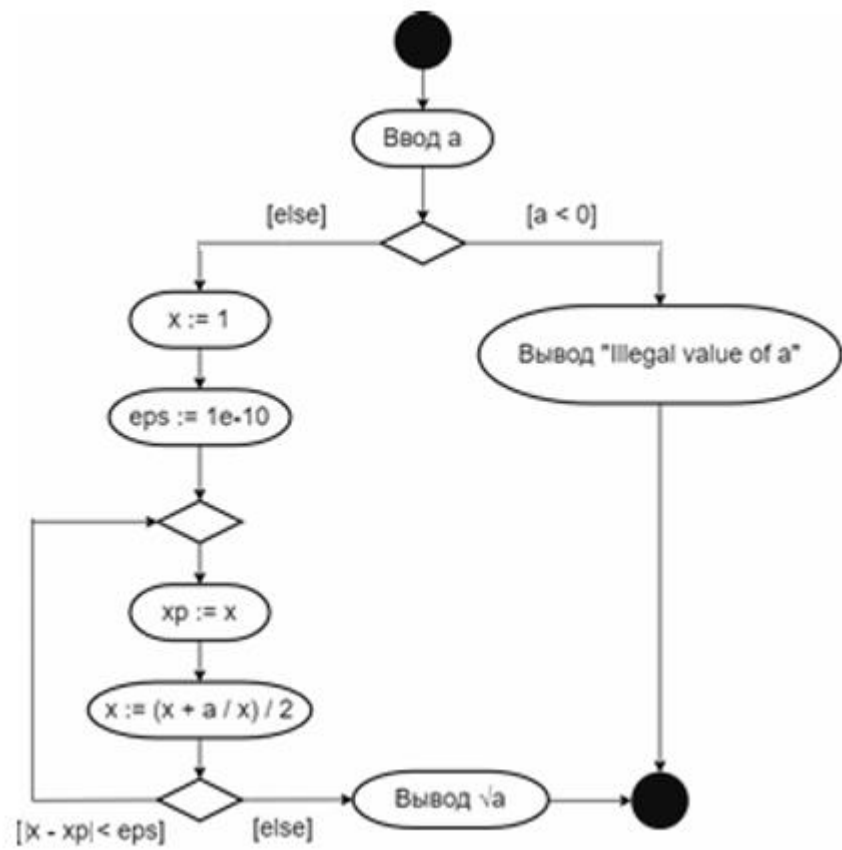 Ввод a
[else]
[a < 0]
x := 1
Вывод "Illegal value of a"
eps := 1e-10
xp := x
x := (x + a / x) / 2
Вывод √a
[|x - xp| < eps]
[else]